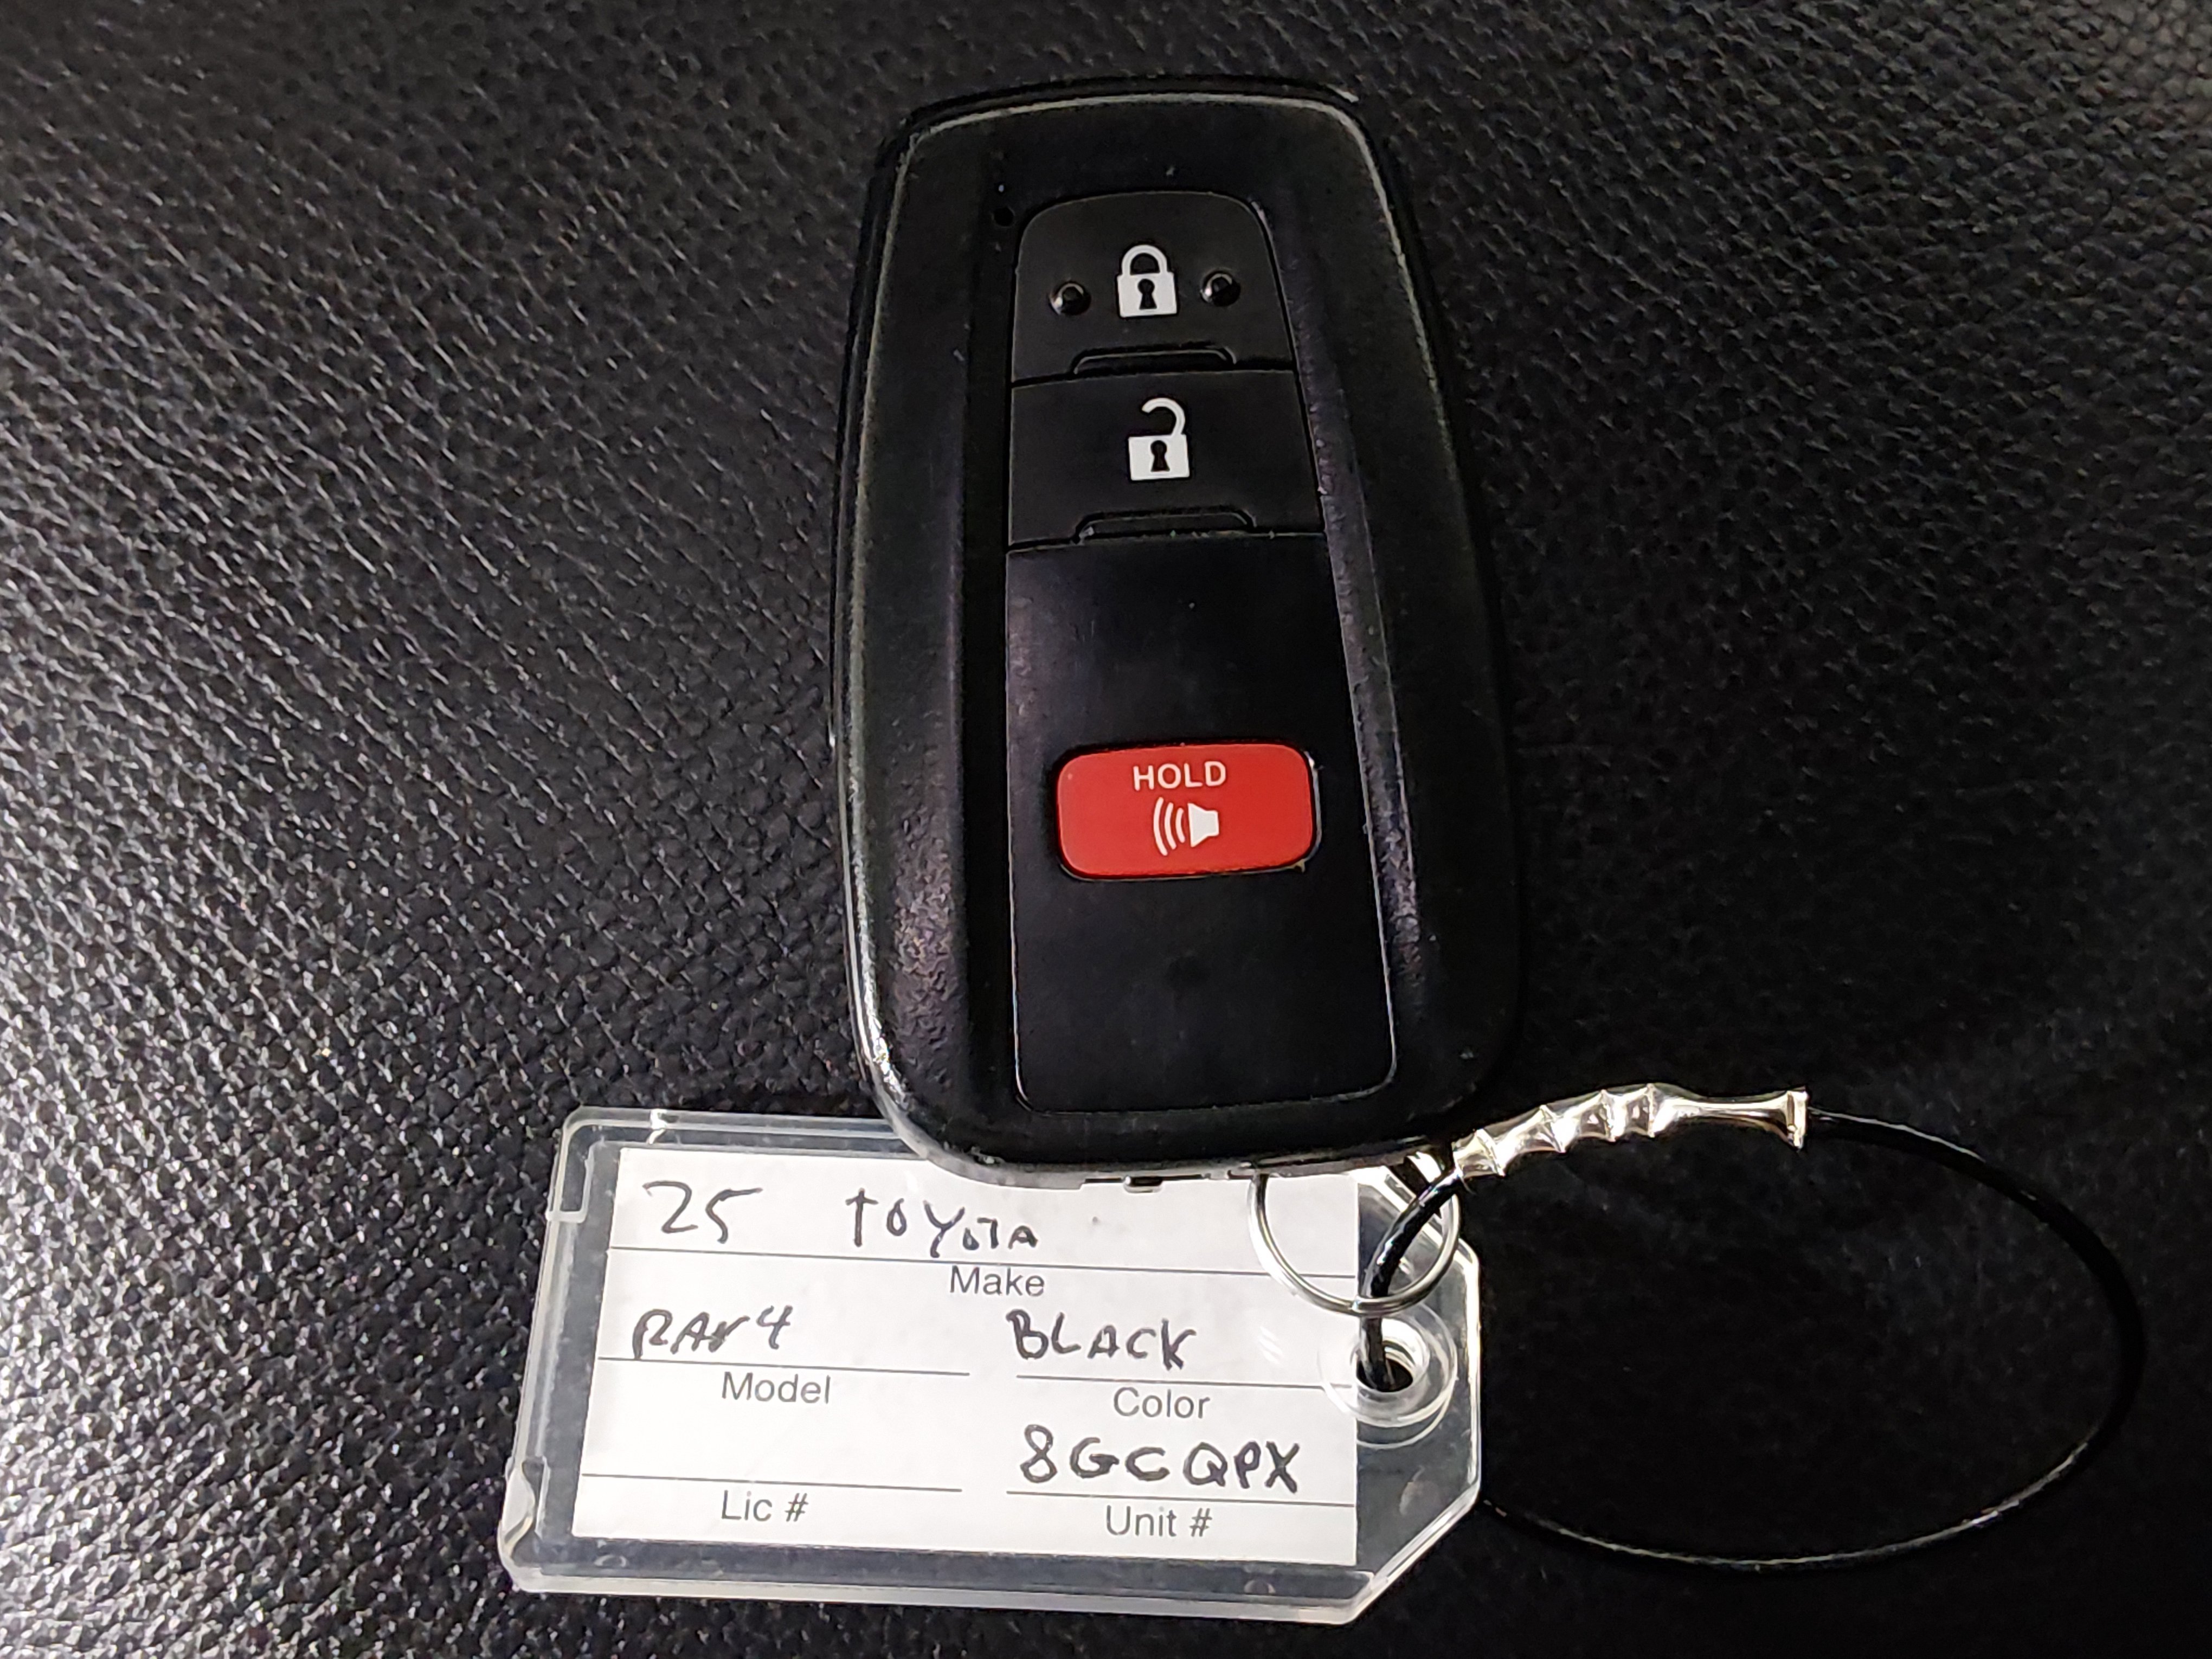 HOLD
25 TOYOTA
Make
RAV4 BLACK
Model Color
8GCQPX
Lic # Unit #